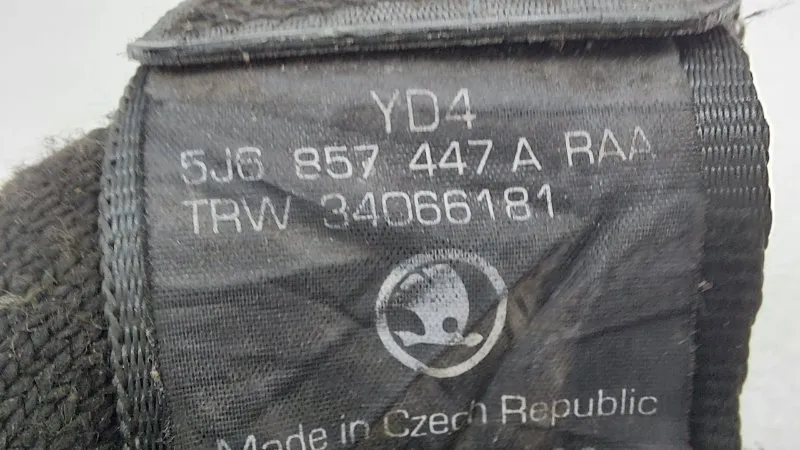 YD4
5J6 857 447 A RAA
TRW 34066181
Made in Czech Republic